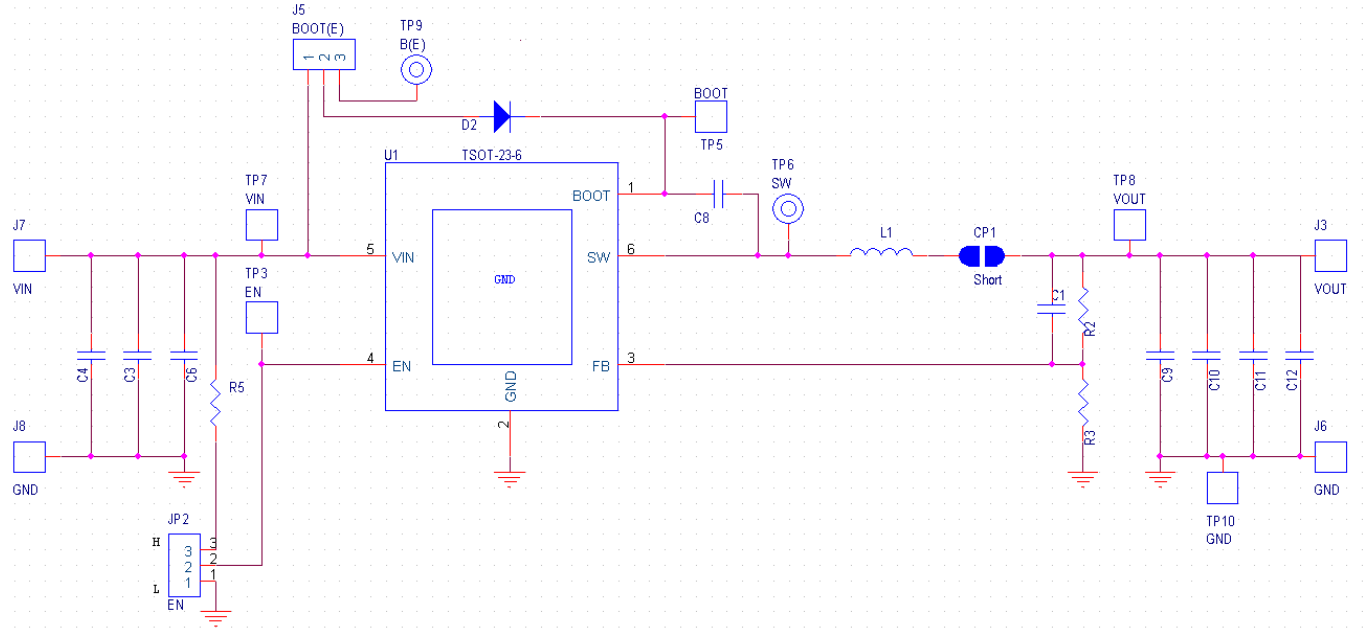 J5
BOOT(E)
1 2 3
TP9
B(E)
D2
BOOT
TP5
U1
TSOT-23-6
TP7
VIN
TP3
EN
J7
VIN
5
VIN
BOOT
1
C8
TP6
SW
SW
6
GND
L1
CP1
Short
TP8
VOUT
J3
VOUT
4
EN
FB
3
GND
2
C1
R2
R3
C4
C3
C6
R5
C9
C10
C11
C12
J8
GND
J6
GND
TP10
GND
JP2
H
3
3
2
2
1
1
L
EN